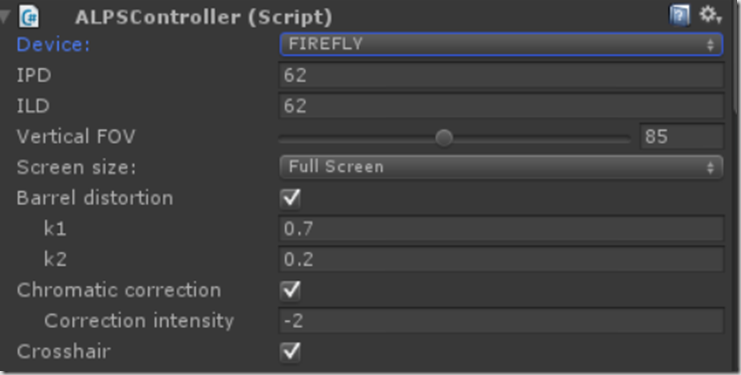 ALPSController (Script)
Device: FIREFLY
IPD 62
ILD 62
Vertical FOV 85
Screen size: Full Screen
Barrel distortion
k1 0.7
k2 0.2
Chromatic correction
Correction intensity -2
Crosshair